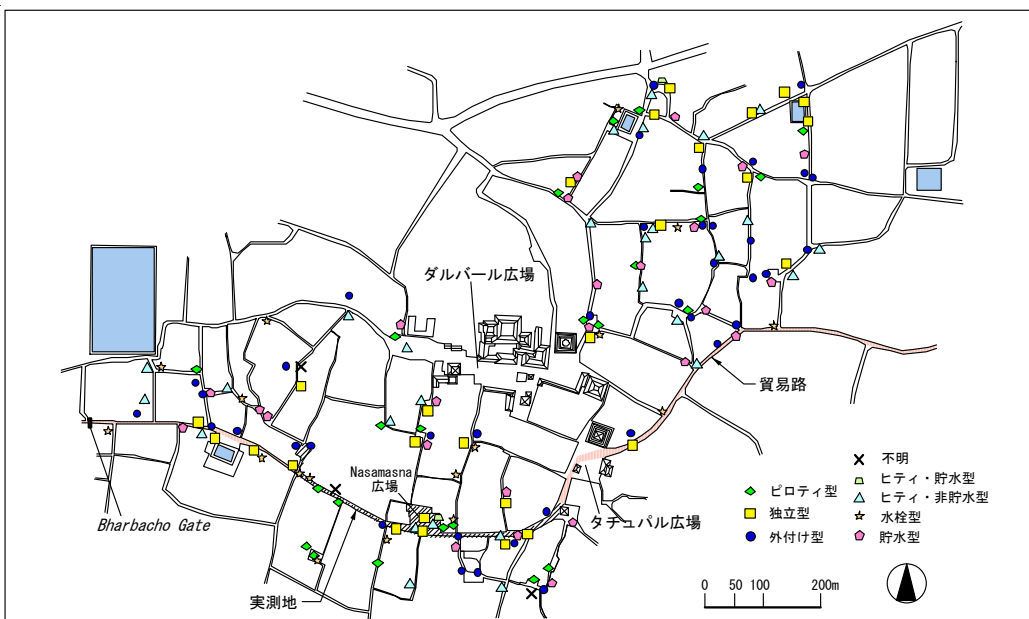 ダルバール広場
貿易路
Nasamasna
広場
Bharbacho Gate
タチュパル広場
実測地
ピロティ型
独立型
外付け型
不明
ヒティ・貯水型
ヒティ・非貯水型
水栓型
貯水型
0 50 100 200m